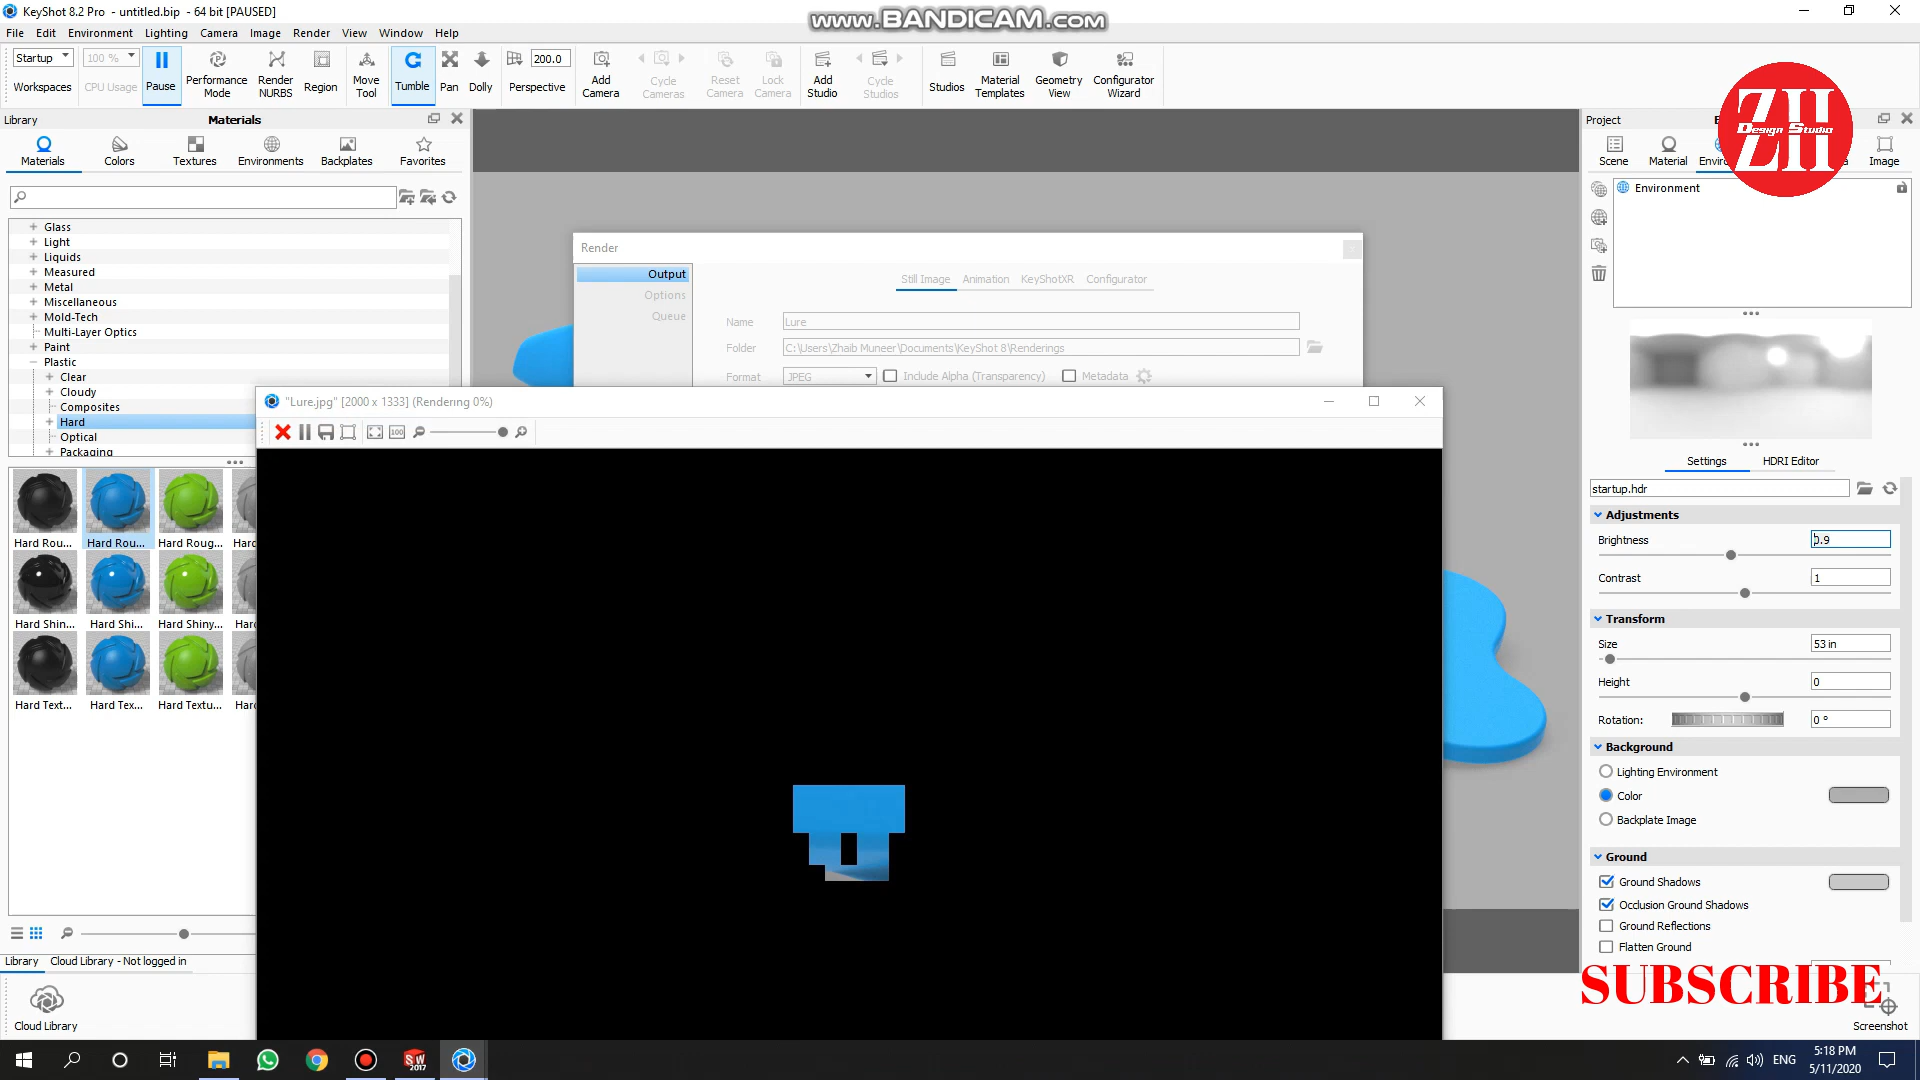 KeyShot 8.2 Pro - untitled.bip - 64 bit [PAUSED]
www.BANDICAM.com
File Edit Environment Lighting Camera Image Render View Window Help
Startup 100 % 200.0
Workspaces CPU Usage Pause Performance Mode Render NURBS Region Move Tool Tumble Pan Dolly Perspective Add Camera Cycle Cameras Reset Camera Lock Camera Add Studio Cycle Studios Studios Material Templates Geometry View Configurator Wizard
Library Materials
Materials Colors Textures Environments Backplates Favorites
Glass
Light
Liquids
Measured
Metal
Miscellaneous
Mold-Tech
Multi-Layer Optics
Paint
Plastic
Clear
Cloudy
Composites
Hard
Optical
Packaging
Hard Rou... Hard Rou... Hard Roug...
Hard Shin... Hard Shi... Hard Shiny...
Hard Text... Hard Tex... Hard Textu...
Library Cloud Library - Not logged in
Cloud Library
Render
Output
Options
Queue
Still Image Animation KeyShotXR Configurator
Name Lure
Folder C:\Users\Zhaib Muneer\Documents\KeyShot 8\Renderings
Format JPEG Include Alpha (Transparency) Metadata
"Lure.jpg" [2000 x 1333] (Rendering 0%)
100
Project
ZH
Design Studio
ZH
Scene Material Image
Environment
Settings HDRI Editor
startup.hdr
Adjustments
Brightness 0.9
Contrast 1
Transform
Size 53 in
Height 0
Rotation: 0 °
Background
Lighting Environment
Color
Backplate Image
Ground
Ground Shadows
Occlusion Ground Shadows
Ground Reflections
Flatten Ground
SUBSCRIBE
Screenshot
SW 2017
ENG
5:18 PM
5/11/2020